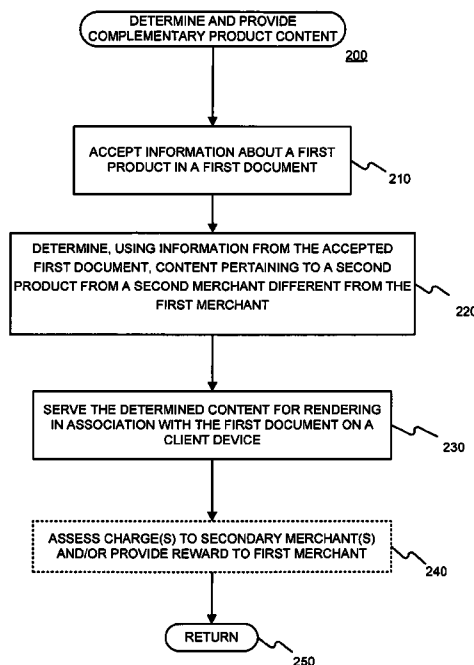 DETERMINE AND PROVIDE
COMPLEMENTARY PRODUCT CONTENT
200
ACCEPT INFORMATION ABOUT A FIRST
PRODUCT IN A FIRST DOCUMENT
210
DETERMINE, USING INFORMATION FROM THE ACCEPTED
FIRST DOCUMENT, CONTENT PERTAINING TO A SECOND
PRODUCT FROM A SECOND MERCHANT DIFFERENT FROM THE
FIRST MERCHANT
220
SERVE THE DETERMINED CONTENT FOR RENDERING
IN ASSOCIATION WITH THE FIRST DOCUMENT ON A
CLIENT DEVICE
230
ASSESS CHARGE(S) TO SECONDARY MERCHANT(S)
AND/OR PROVIDE REWARD TO FIRST MERCHANT
240
RETURN
250